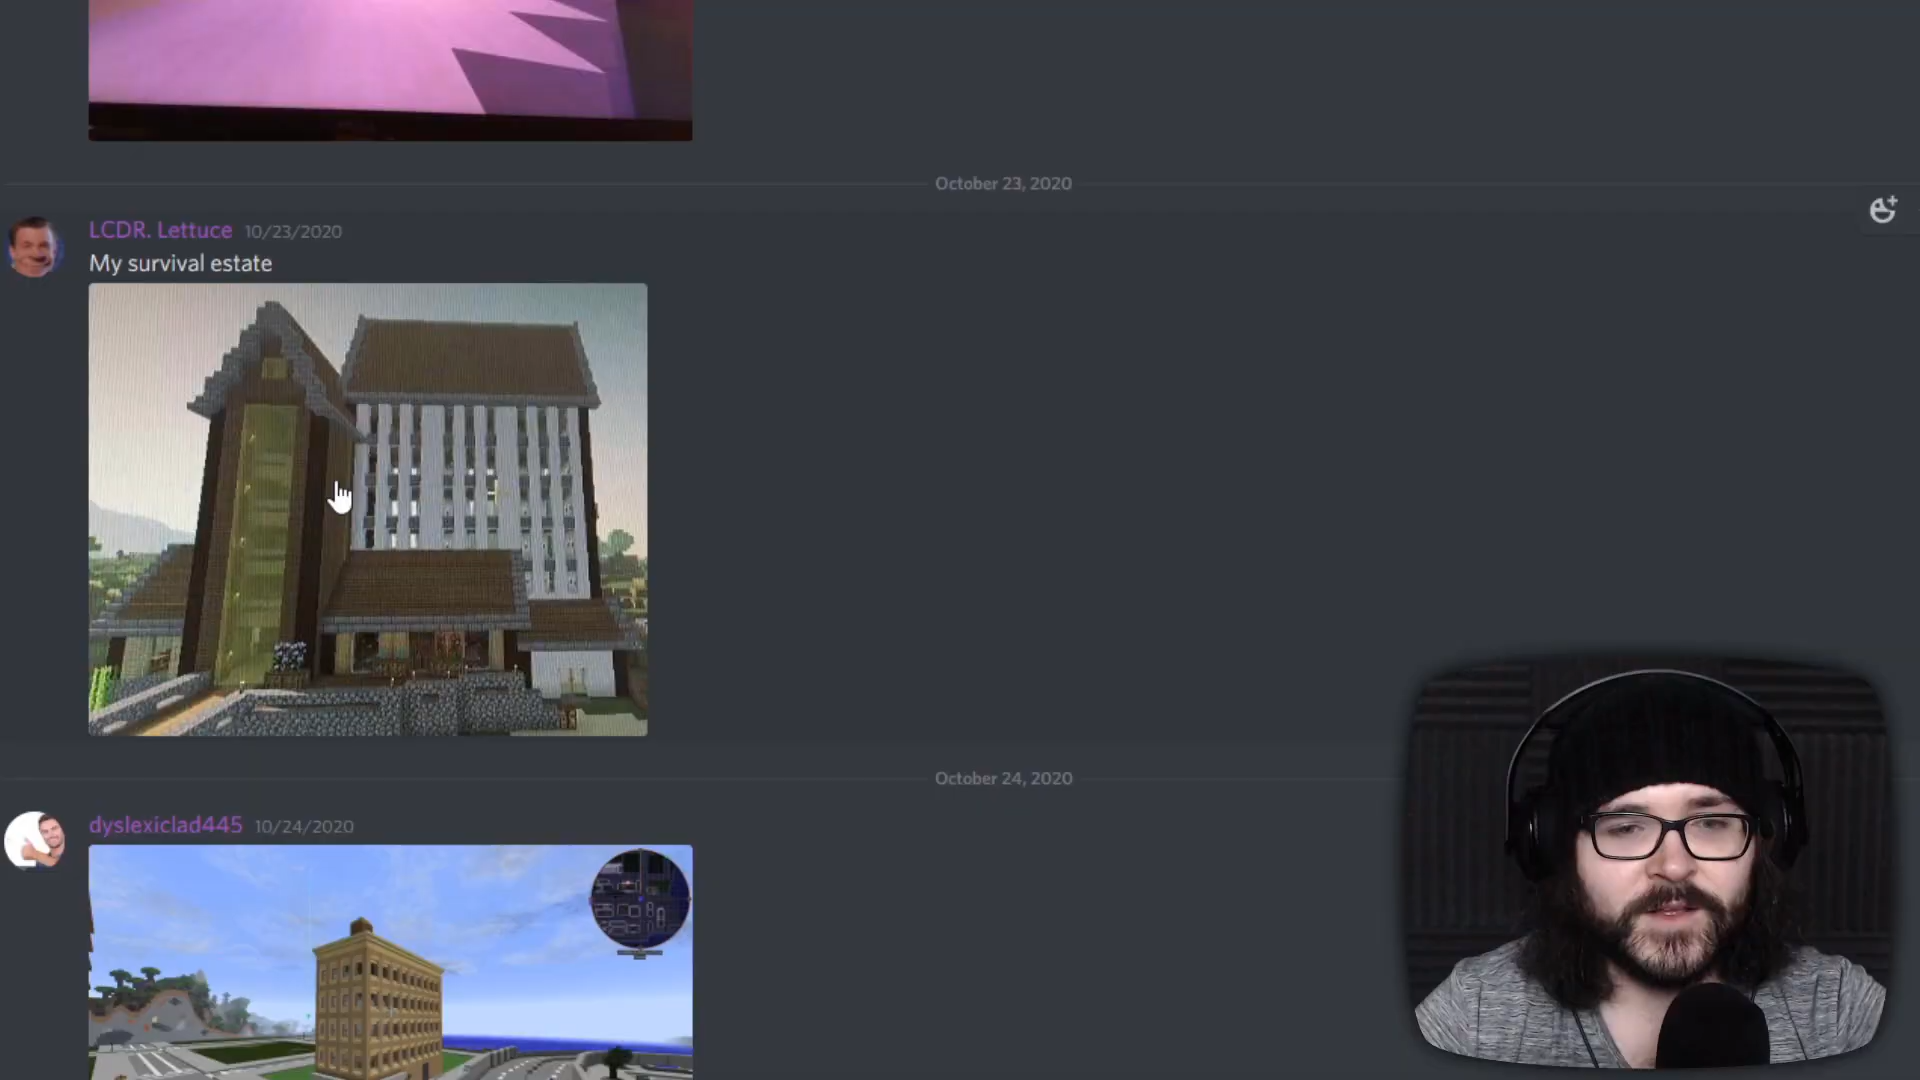 October 23, 2020
LCDR. Lettuce 10/23/2020
My survival estate
October 24, 2020
dyslexiclad445 10/24/2020